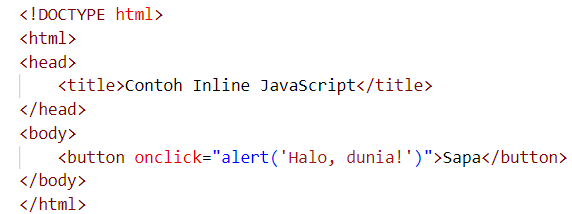 <!DOCTYPE html>
<html>
<head>
    <title>Contoh Inline JavaScript</title>
</head>
<body>
    <button onclick="alert('Halo, dunia!')">Sapa</button>
</body>
</html>